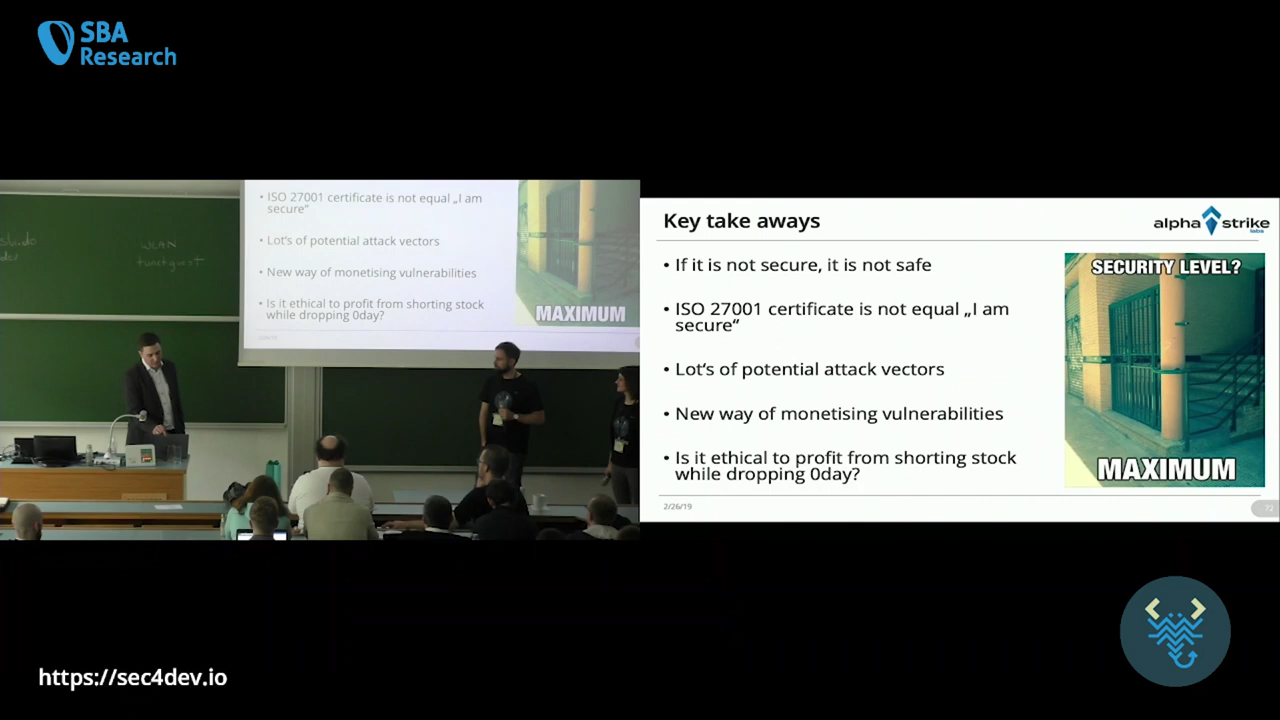 SBA
Research
WLAN
• ISO 27001 certificate is not equal „I am
secure“
• Lot's of potential attack vectors
• New way of monetising vulnerabilities
• Is it ethical to profit from shorting stock
while dropping 0day?
MAXIMUM
Key take aways
alpha strike
labs
• If it is not secure, it is not safe
• ISO 27001 certificate is not equal „I am
secure“
• Lot's of potential attack vectors
• New way of monetising vulnerabilities
• Is it ethical to profit from shorting stock
while dropping 0day?
SECURITY LEVEL?
MAXIMUM
2/26/19
72
https://sec4dev.io